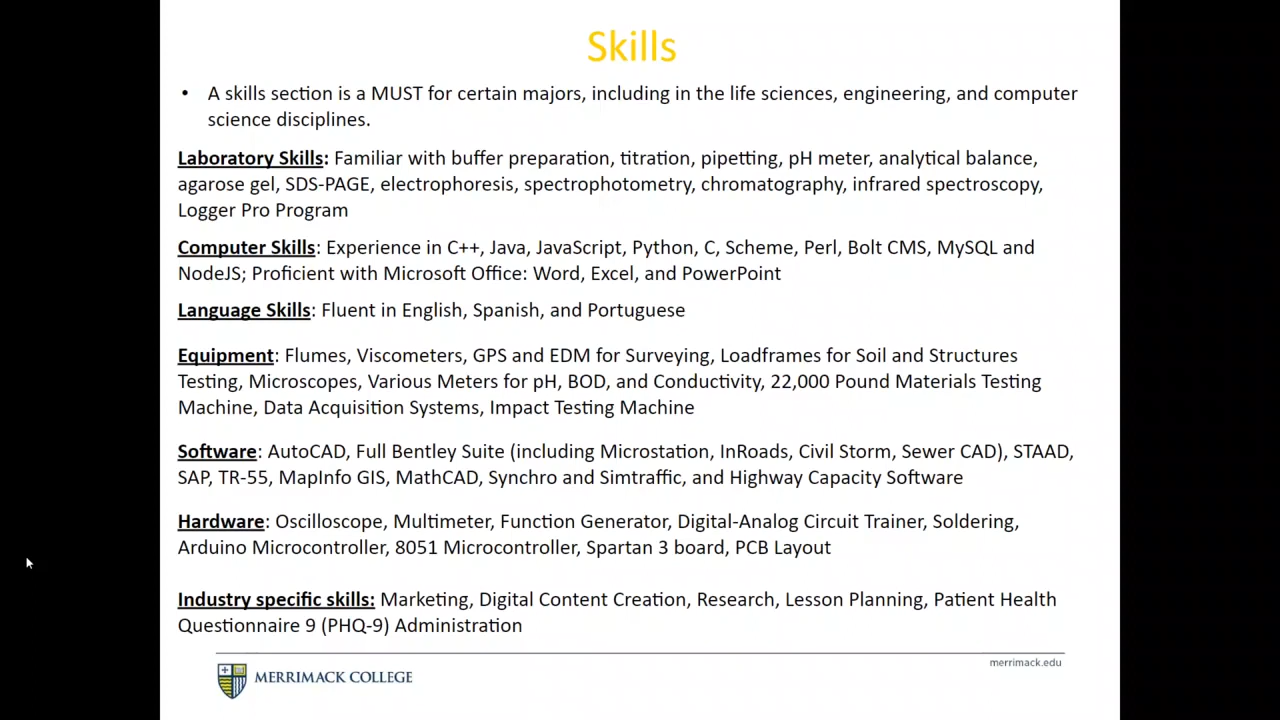 Skills
• A skills section is a MUST for certain majors, including in the life sciences, engineering, and computer
science disciplines.
Laboratory Skills: Familiar with buffer preparation, titration, pipetting, pH meter, analytical balance,
agarose gel, SDS-PAGE, electrophoresis, spectrophotometry, chromatography, infrared spectroscopy,
Logger Pro Program
Computer Skills: Experience in C++, Java, JavaScript, Python, C, Scheme, Perl, Bolt CMS, MySQL and
NodeJS; Proficient with Microsoft Office: Word, Excel, and PowerPoint
Language Skills: Fluent in English, Spanish, and Portuguese
Equipment: Flumes, Viscometers, GPS and EDM for Surveying, Loadframes for Soil and Structures
Testing, Microscopes, Various Meters for pH, BOD, and Conductivity, 22,000 Pound Materials Testing
Machine, Data Acquisition Systems, Impact Testing Machine
Software: AutoCAD, Full Bentley Suite (including Microstation, InRoads, Civil Storm, Sewer CAD), STAAD,
SAP, TR-55, MapInfo GIS, MathCAD, Synchro and Simtraffic, and Highway Capacity Software
Hardware: Oscilloscope, Multimeter, Function Generator, Digital-Analog Circuit Trainer, Soldering,
Arduino Microcontroller, 8051 Microcontroller, Spartan 3 board, PCB Layout
Industry specific skills: Marketing, Digital Content Creation, Research, Lesson Planning, Patient Health
Questionnaire 9 (PHQ-9) Administration
merrimack.edu
MERRIMACK COLLEGE